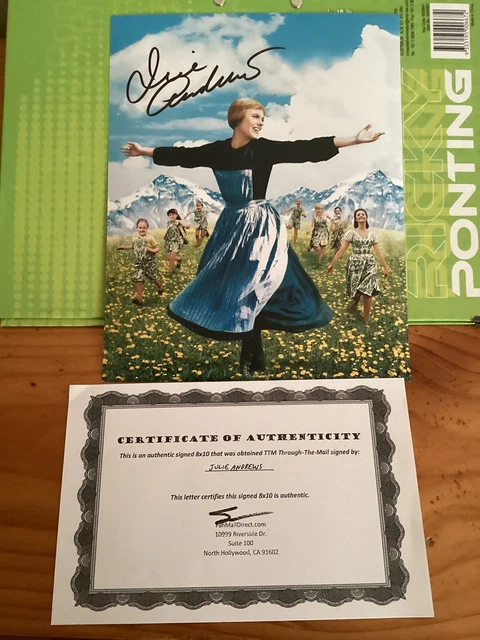 Julie
Andrews
RICKY
PONTING
CERTIFICATE OF AUTHENTICITY
This is an authentic signed 8x10 that was obtained TTM Through-The-Mail signed by:
JULIE ANDREWS
This letter certifies this signed 8x10 is authentic.
FanMailDirect.com
10999 Riverside Dr.
Suite 100
North Hollywood, CA 91602